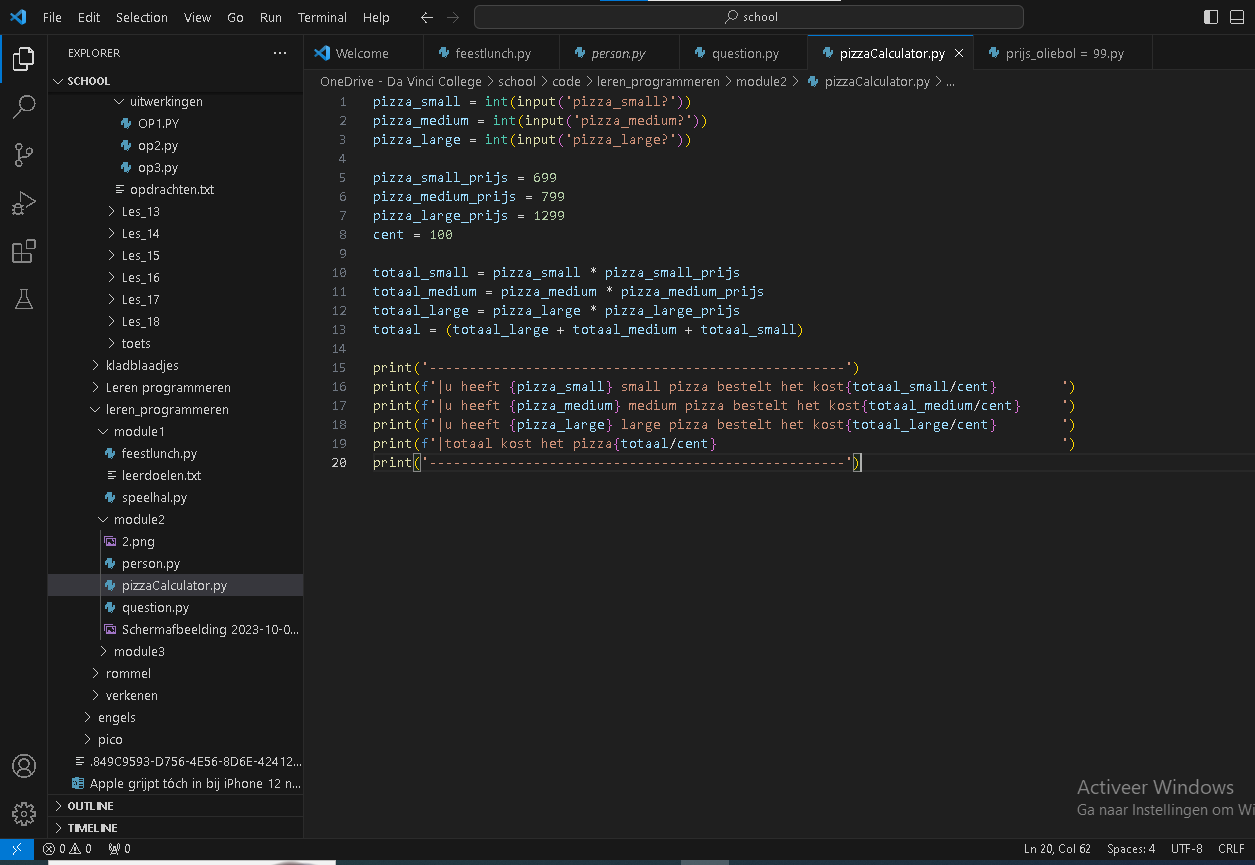 File Edit Selection View Go Run Terminal Help school
EXPLORER ...
SCHOOL
uitwerkingen
OP1.PY
op2.py
op3.py
opdrachten.txt
Les_13
Les_14
Les_15
Les_16
Les_17
Les_18
toets
kladblaadjes
Leren programmeren
leren_programmeren
module1
feestlunch.py
leerdoelen.txt
speelhal.py
module2
2.png
person.py
pizzaCalculator.py
question.py
Schermafbeelding 2023-10-0...
module3
rommel
verkenen
engels
pico
.849C9593-D756-4E56-8D6E-42412...
Apple grijpt tóch in bij iPhone 12 n...
OUTLINE
TIMELINE
Welcome feestlunch.py person.py question.py pizzaCalculator.py prijs_oliebol = 99.py
OneDrive - Da Vinci College > school > code > leren_programmeren > module2 > pizzaCalculator.py > ...
1 pizza_small = int(input('pizza_small?'))
2 pizza_medium = int(input('pizza_medium?'))
3 pizza_large = int(input('pizza_large?'))
4
5 pizza_small_prijs = 699
6 pizza_medium_prijs = 799
7 pizza_large_prijs = 1299
8 cent = 100
9
10 totaal_small = pizza_small * pizza_small_prijs
11 totaal_medium = pizza_medium * pizza_medium_prijs
12 totaal_large = pizza_large * pizza_large_prijs
13 totaal = (totaal_large + totaal_medium + totaal_small)
14
15 print('----------------------------------------------------')
16 print(f'|u heeft {pizza_small} small pizza bestelt het kost{totaal_small/cent}        ')
17 print(f'|u heeft {pizza_medium} medium pizza bestelt het kost{totaal_medium/cent}     ')
18 print(f'|u heeft {pizza_large} large pizza bestelt het kost{totaal_large/cent}        ')
19 print(f'|totaal kost het pizza{totaal/cent}                                           ')
20 print('----------------------------------------------------')
Activeer Windows
Ga naar Instellingen om Wi
0 0 0 Ln 20, Col 62 Spaces: 4 UTF-8 CRLF